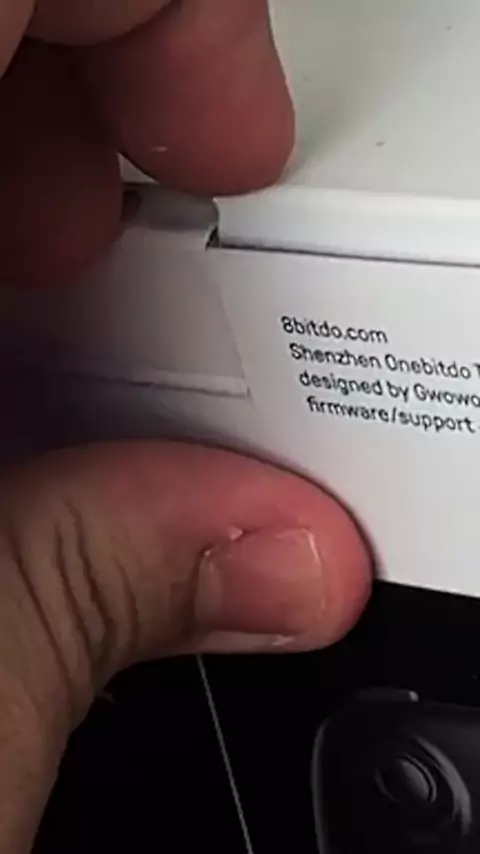 8bitdo.com
Shenzhen Onebitdo
designed by
firmware/support